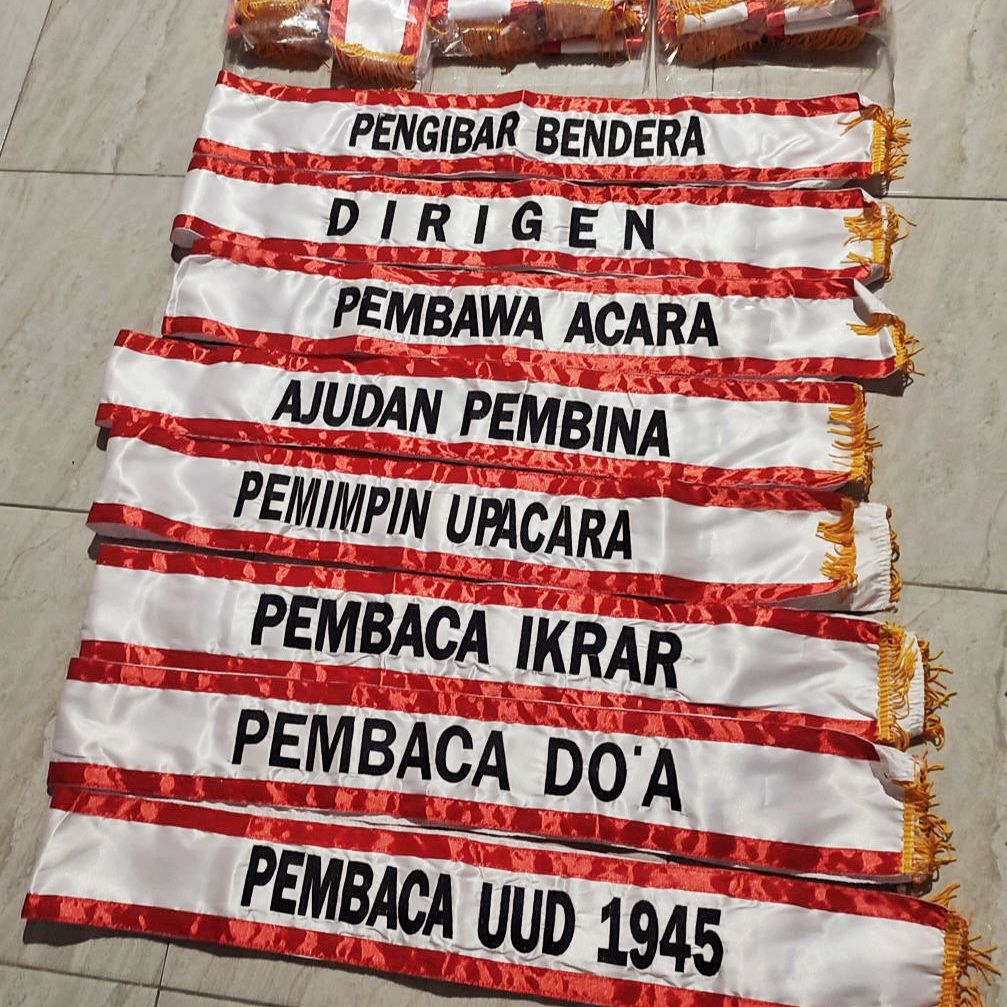 PENGIBAR BENDERA
DIRIGEN
PEMBAWA ACARA
AJUDAN PEMBINA
PEMIMPIN UPACARA
PEMBACA IKRAR
PEMBACA DO'A
PEMBACA UUD 1945